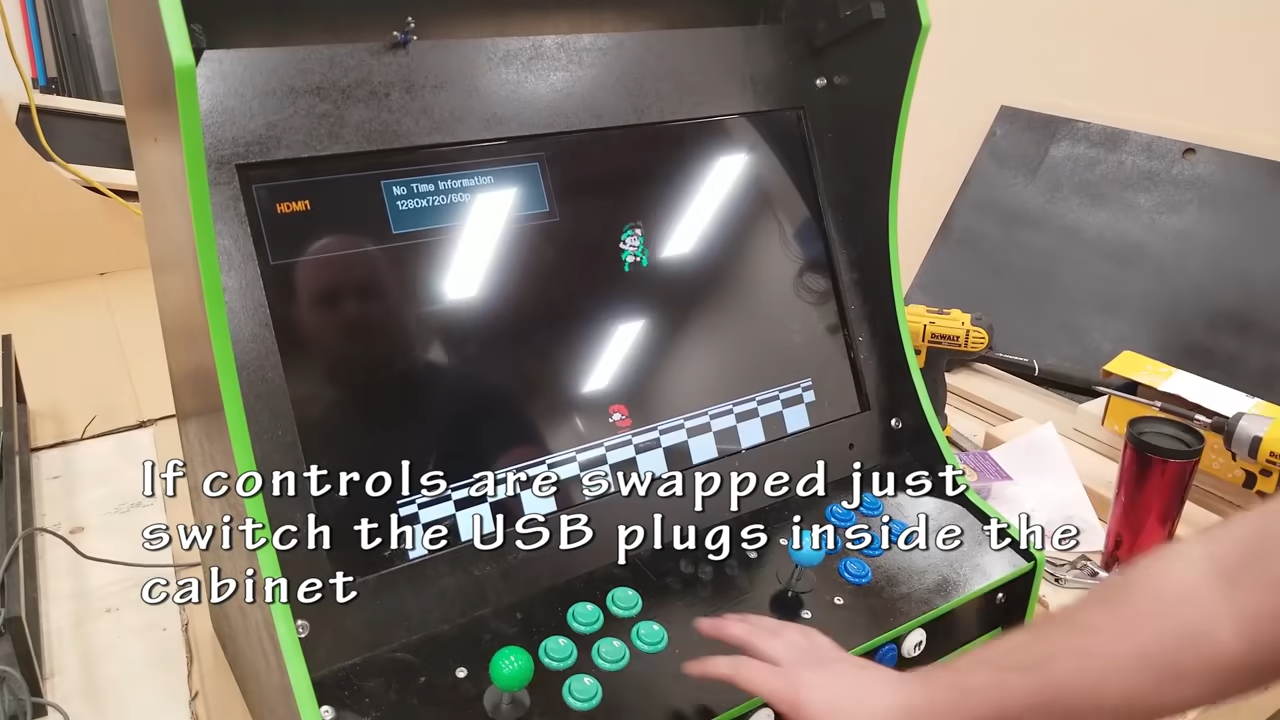 No Time Information
HDMI1
1280x720/60p
DEWALT
If controls are swapped just
switch the USB plugs inside the
cabinet